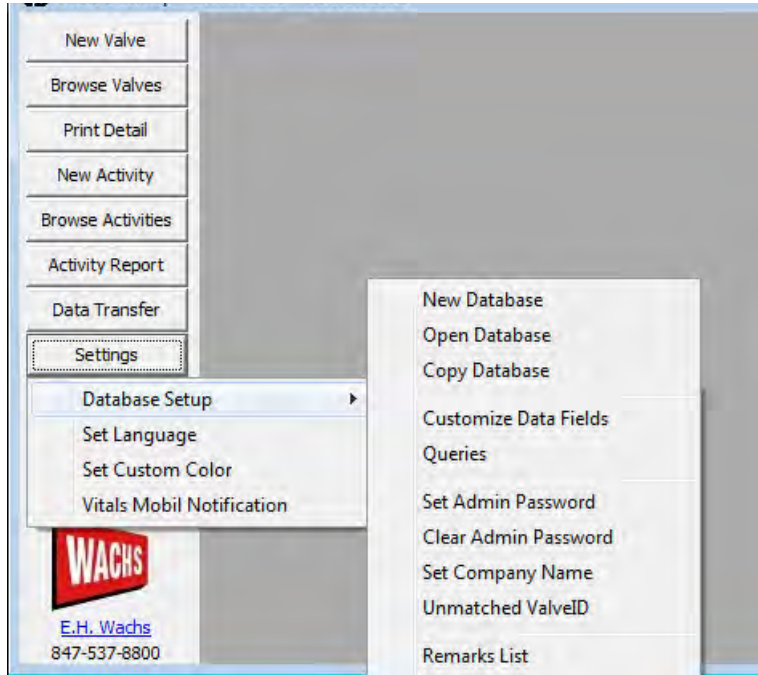 New Valve
Browse Valves
Print Detail
New Activity
Browse Activities
Activity Report
Data Transfer
Settings
Database Setup
Set Language
Set Custom Color
Vitals Mobil Notification
New Database
Open Database
Copy Database
Customize Data Fields
Queries
Set Admin Password
Clear Admin Password
Set Company Name
Unmatched ValveID
Remarks List
WACHS
E.H. Wachs
847-537-8800